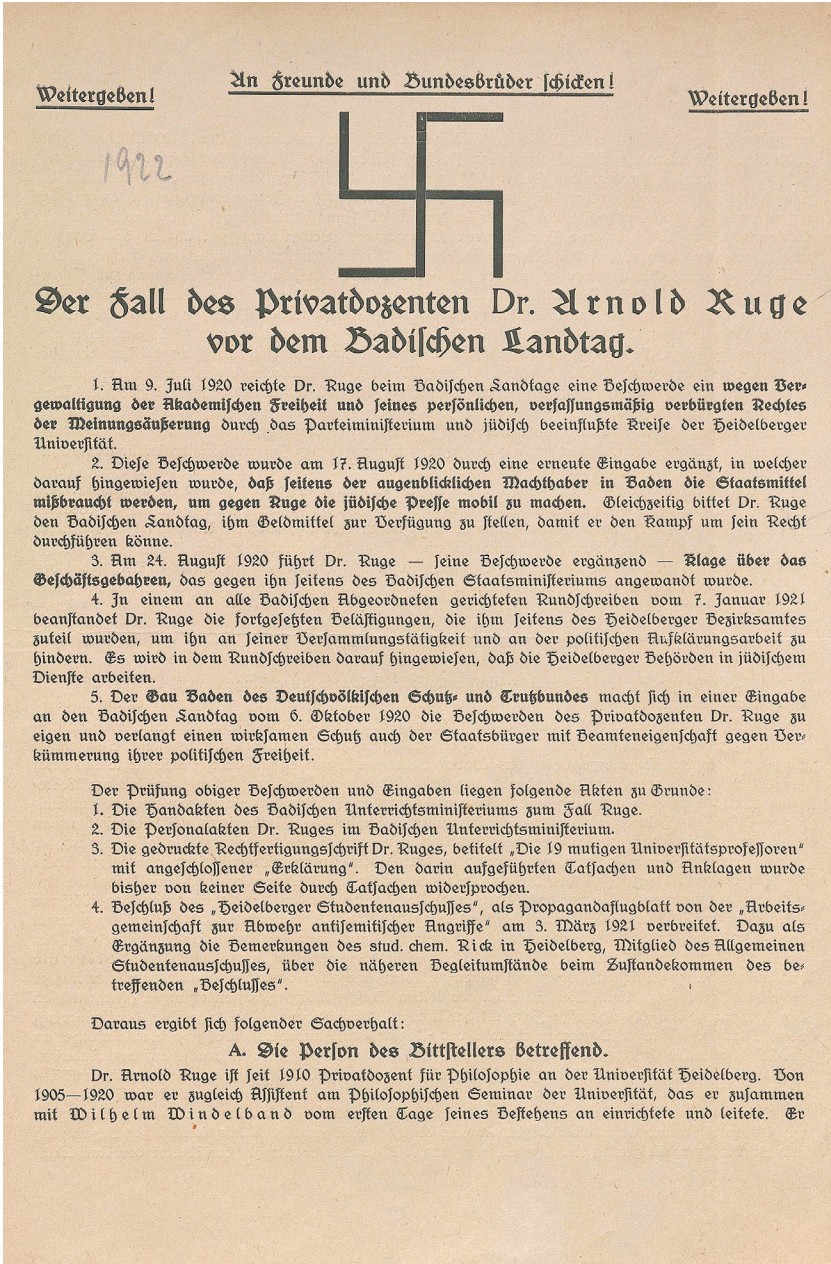 An Freunde und Bundesbrüder schicken!
Weitergeben!
Weitergeben!
1922
Der Fall des Privatdozenten Dr. Arnold Ruge
vor dem Badischen Landtag.
1. Am 9. Juli 1920 reichte Dr. Ruge beim Badischen Landtage eine Beschwerde ein wegen Ver-
gewaltigung der Akademischen Freiheit und seines persönlichen, verfassungsmäßig verbürgten Rechtes
der Meinungsäußerung durch das Parteiministerium und jüdisch beeinflußte Kreise der Heidelberger
Universität.
2. Diese Beschwerde wurde am 17. August 1920 durch eine erneute Eingabe ergänzt, in welcher
darauf hingewiesen wurde, daß seitens der augenblicklichen Machthaber in Baden die Staatsmittel
mißbraucht werden, um gegen Ruge die jüdische Presse mobil zu machen. Gleichzeitig bittet Dr. Ruge
den Badischen Landtag, ihm Geldmittel zur Verfügung zu stellen, damit er den Kampf um sein Recht
durchführen könne.
3. Am 24. August 1920 führt Dr. Ruge — seine Beschwerde ergänzend — Klage über das
Geschäftsgebahren, das gegen ihn seitens des Badischen Staatsministeriums angewandt wurde.
4. In einem an alle Badischen Abgeordneten gerichteten Rundschreiben vom 7. Januar 1921
beanstandet Dr. Ruge die fortgesetzten Belästigungen, die ihm seitens des Heidelberger Bezirksamtes
zuteil wurden, um ihn an seiner Versammlungstätigkeit und an der politischen Aufklärungsarbeit zu
hindern. Es wird in dem Rundschreiben darauf hingewiesen, daß die Heidelberger Behörden in jüdischem
Dienste arbeiten.
5. Der Gau Baden des Deutschvölkischen Schutz- und Trutzbundes macht sich in einer Eingabe
an den Badischen Landtag vom 6. Oktober 1920 die Beschwerden des Privatdozenten Dr. Ruge zu
eigen und verlangt einen wirksamen Schutz auch der Staatsbürger mit Beamteneigenschaft gegen Ver-
kümmerung ihrer politischen Freiheit.
Der Prüfung obiger Beschwerden und Eingaben liegen folgende Akten zu Grunde:
1. Die Handakten des Badischen Unterrichtsministeriums zum Fall Ruge.
2. Die Personalakten Dr. Ruges im Badischen Unterrichtsministerium.
3. Die gedruckte Rechtfertigungsschrift Dr. Ruges, betitelt „Die 19 mutigen Universitätsprofessoren"
mit angeschlossener „Erklärung". Den darin aufgeführten Tatsachen und Anklagen wurde
bisher von keiner Seite durch Tatsachen widersprochen.
4. Beschluß des „Heidelberger Studentenausschusses", als Propagandaflugblatt von der „Arbeits-
gemeinschaft zur Abwehr antisemitischer Angriffe" am 3. März 1921 verbreitet. Dazu als
Ergänzung die Bemerkungen des stud. chem. Rick in Heidelberg, Mitglied des Allgemeinen
Studentenausschusses, über die näheren Begleitumstände beim Zustandekommen des be-
treffenden „Beschlusses".
Daraus ergibt sich folgender Sachverhalt:
A. Die Person des Bittstellers betreffend.
Dr. Arnold Ruge ist seit 1910 Privatdozent für Philosophie an der Universität Heidelberg. Von
1905—1920 war er zugleich Assistent am Philosophischen Seminar der Universität, das er zusammen
mit Wilhelm Windelband vom ersten Tage seines Bestehens an einrichtete und leitete. Er